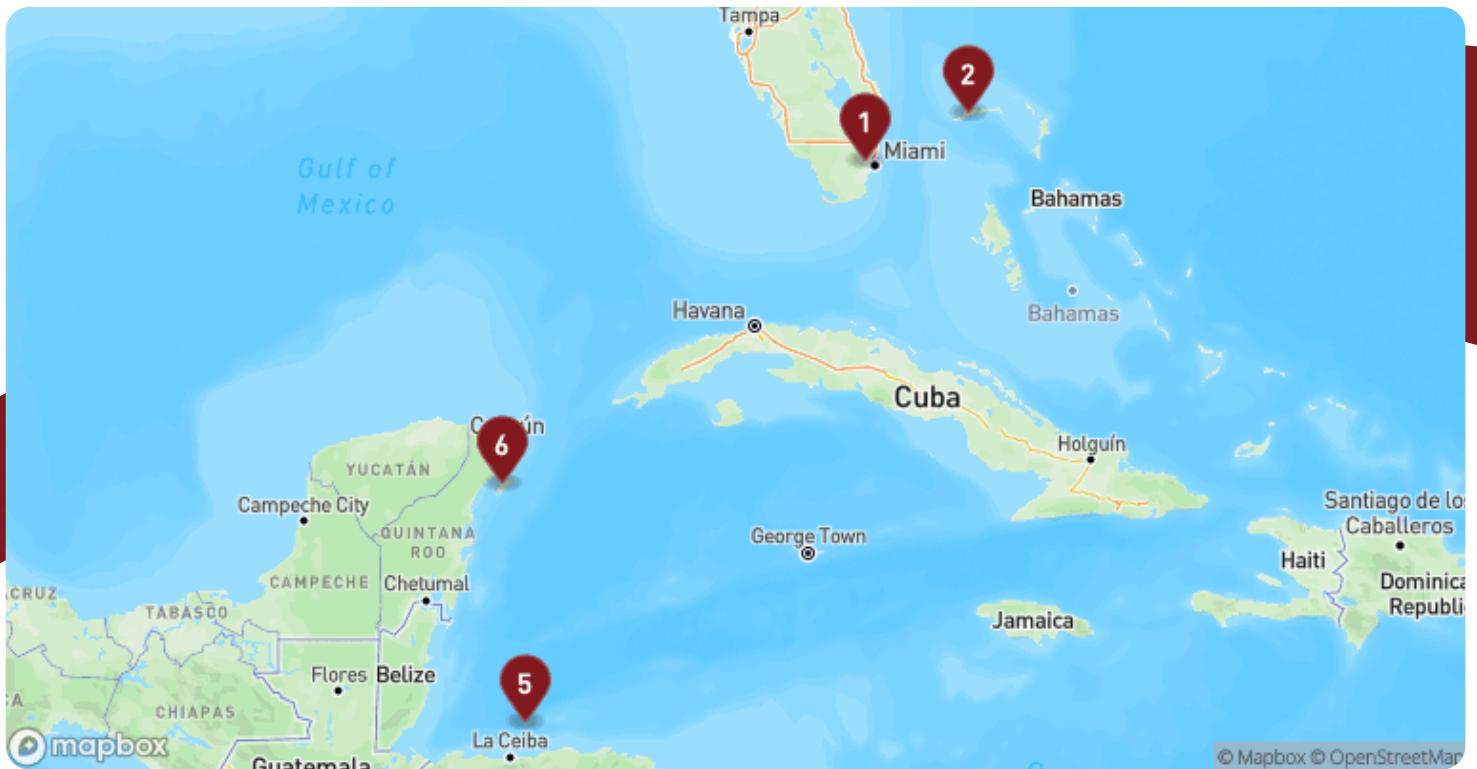 Tampa
2
1
Miami
Gulf of
Mexico
Bahamas
Havana
Bahamas
Cuba
6
YUCATÁN
Holguín
Campeche City
Santiago de los
Caballeros
QUINTANA
ROO
George Town
Haiti
CAMPECHE
Chetumal
Dominica
Republi
CRUZ
TABASCO
Jamaica
Flores
Belize
5
CA
CHIAPAS
La Ceiba
mapbox
© Mapbox © OpenStreetMap
Guatemala